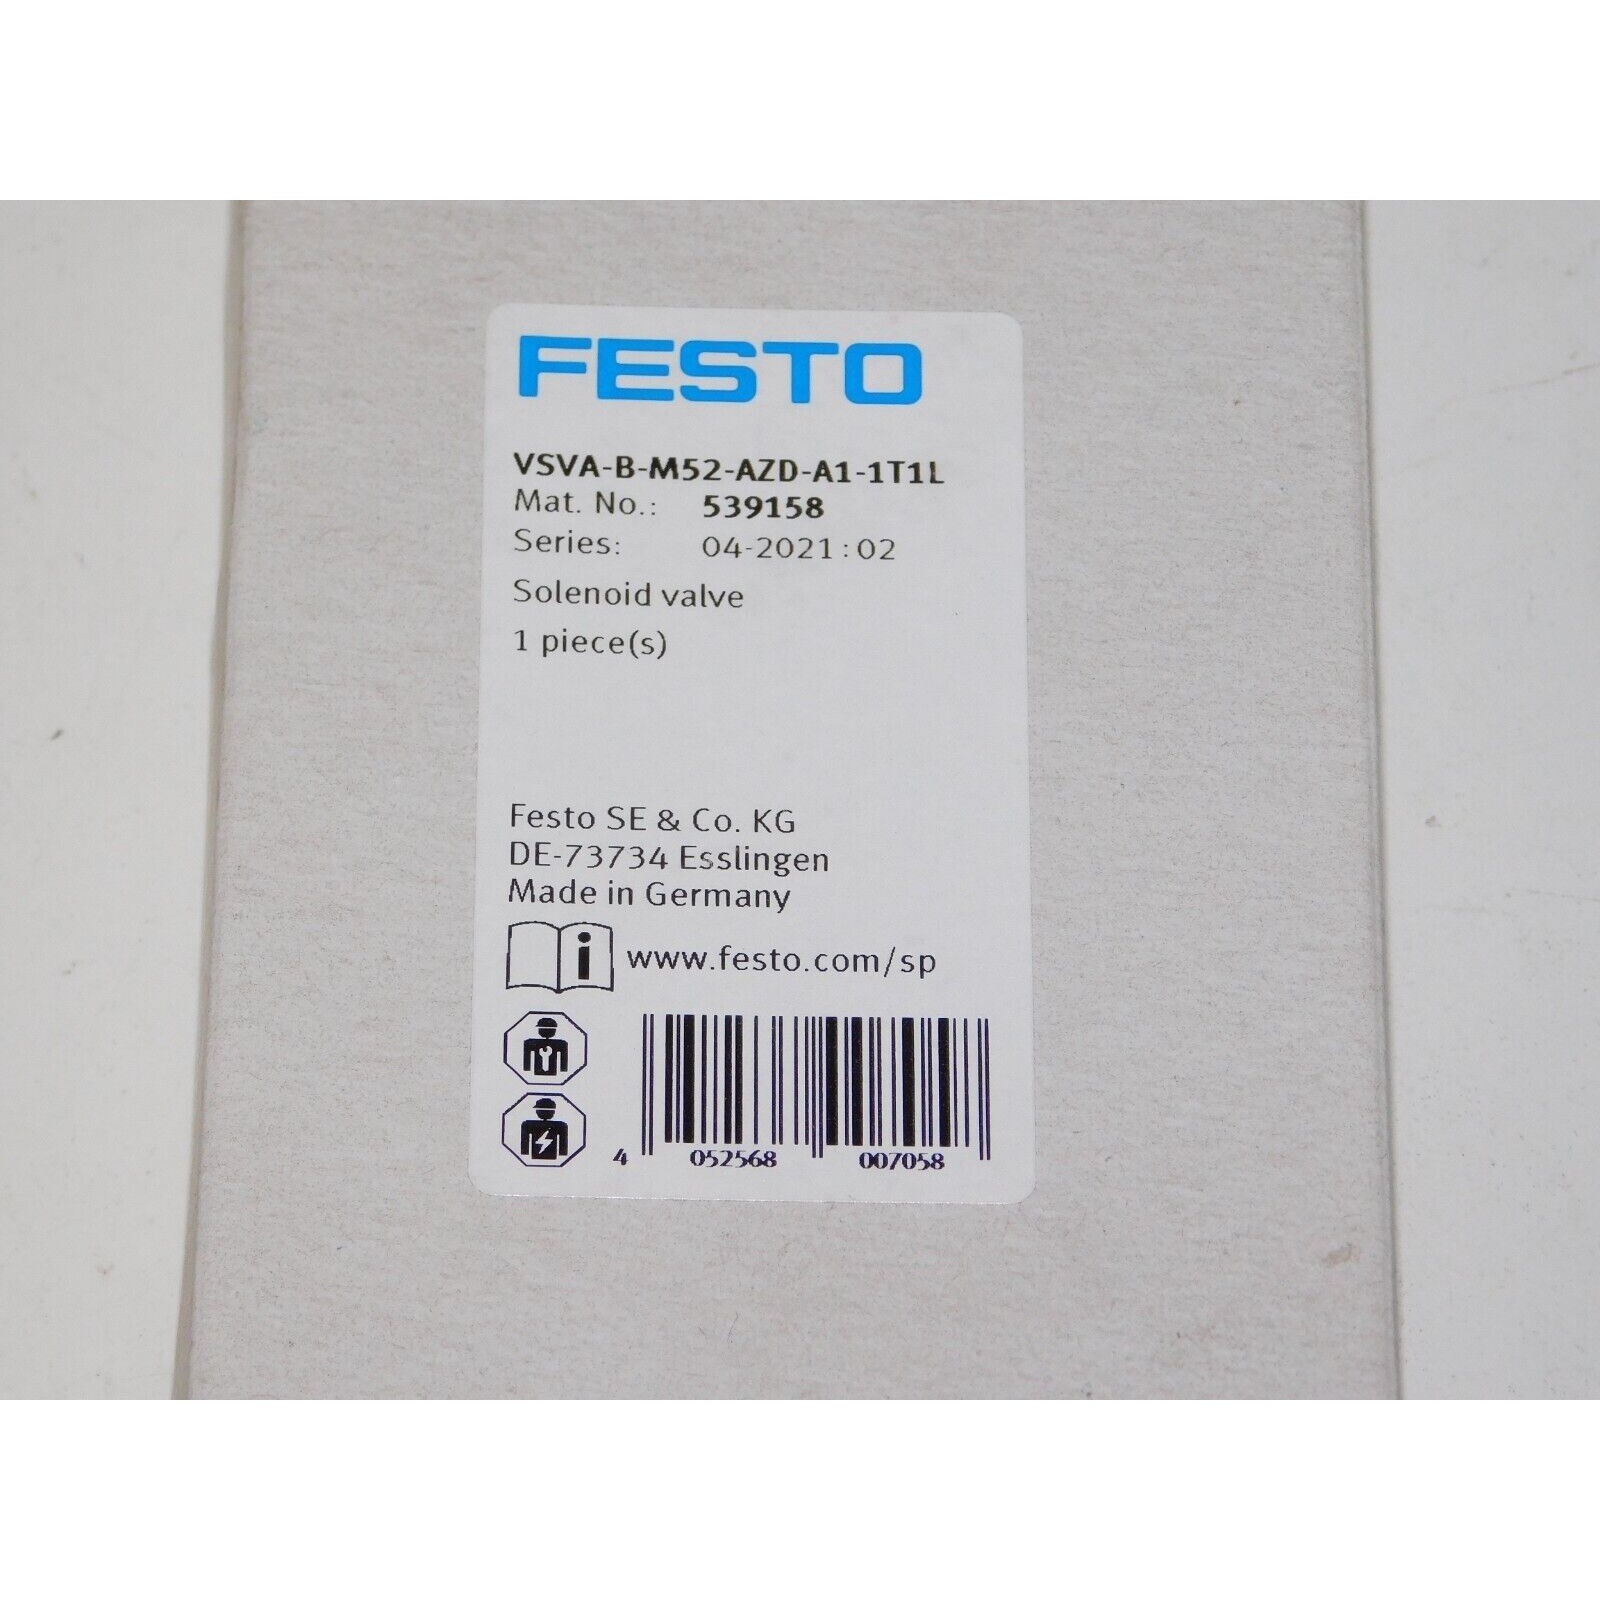 FESTO
VSVA-B-M52-AZD-A1-1T1L
Mat. No.: 539158
Series: 04-2021:02
Solenoid valve
1 piece(s)
Festo SE & Co. KG
DE-73734 Esslingen
Made in Germany
i www.festo.com/sp
4 052568 007058